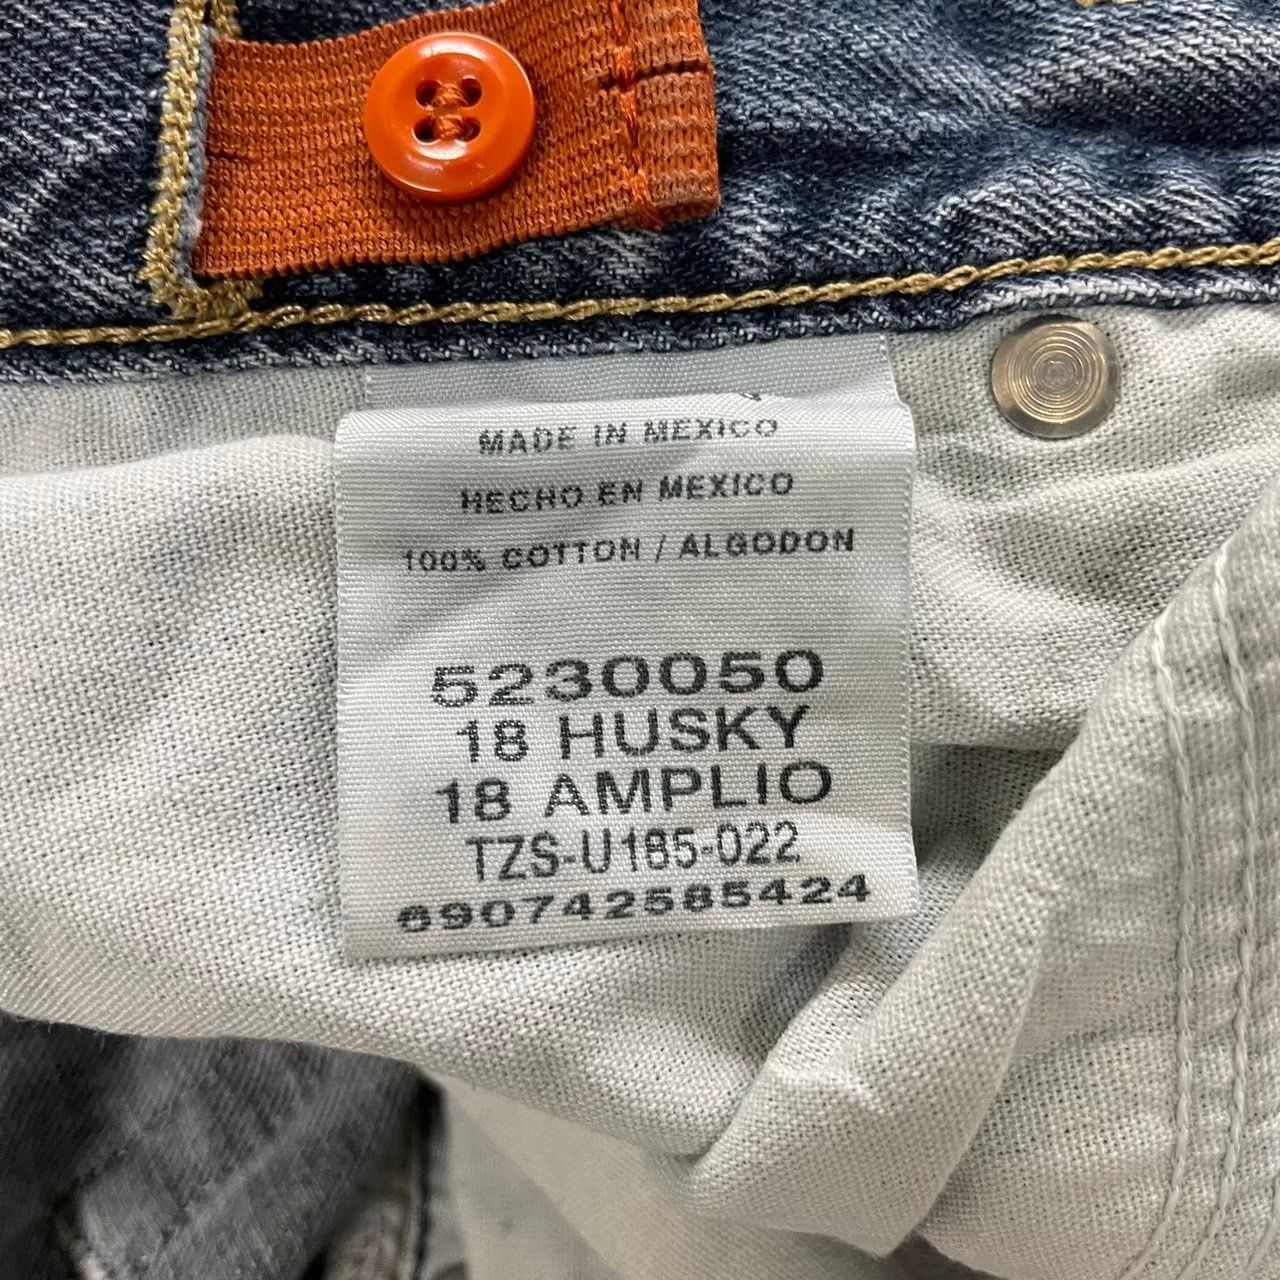 MADE IN MEXICO
HECHO EN MEXICO
100% COTTON / ALGODON
5230050
18 HUSKY
18 AMPLIO
TZS-U185-022
690742585424